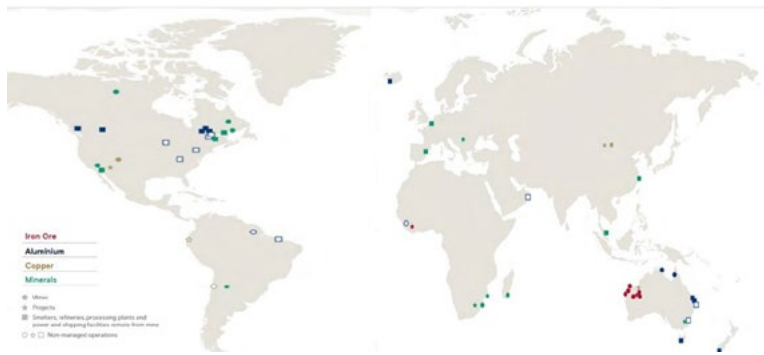 Iron Ore
Aluminium
Copper
Minerals
Mines
Projects
Smelters, refineries, processing plants and
power and shipping facilities remote from mine
Non-managed operations